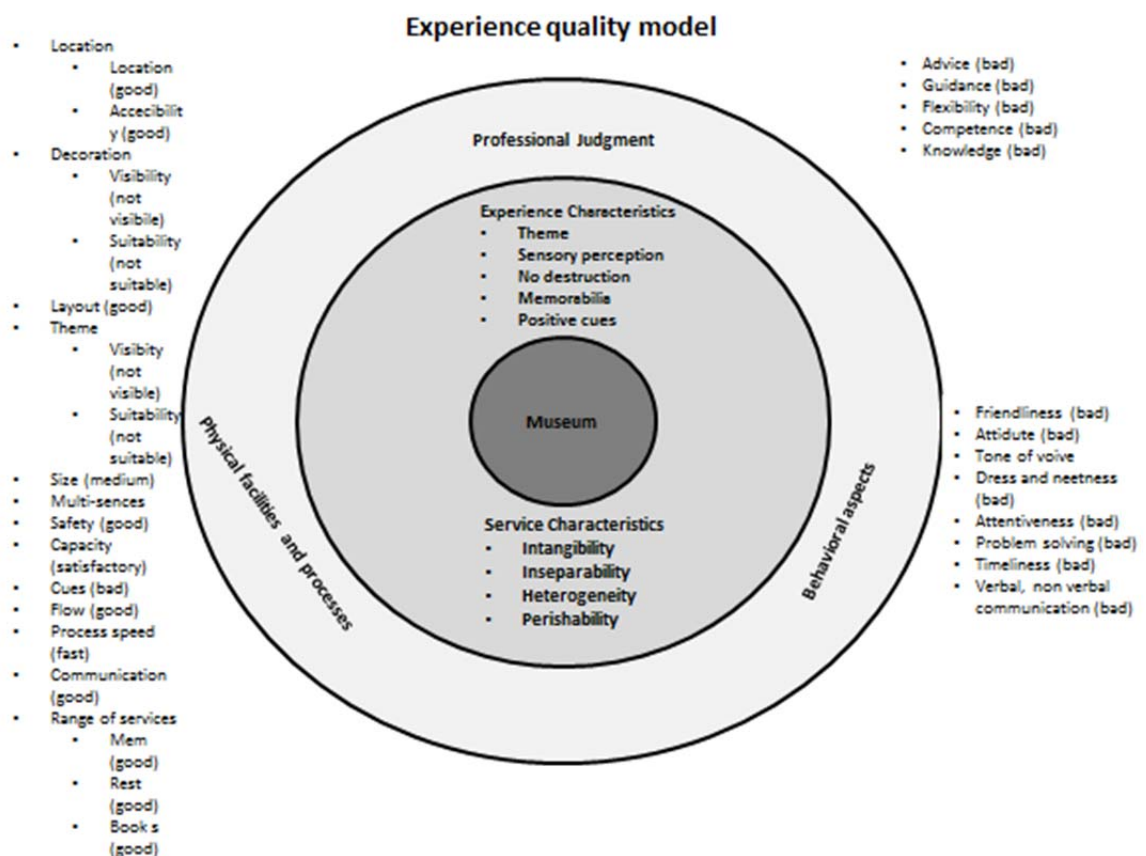 Experience quality model
• Location
• Location
(good)
• Accecibilit
y (good)
• Decoration
• Visibility
(not
visibile)
• Suitability
(not
suitable)
• Layout (good)
• Theme
• Visibity
(not
visible)
• Suitability
(not
suitable)
• Size (medium)
• Multi-sences
• Safety (good)
• Capacity
(satisfactory)
• Cues (bad)
• Flow (good)
• Process speed
(fast)
• Communication
(good)
• Range of services
• Mem
(good)
• Rest
(good)
• Book s
(good)
Professional Judgment
Experience Characteristics
• Theme
• Sensory perception
• No destruction
• Memorabilia
• Positive cues
Museum
Service Characteristics
• Intangibility
• Inseparability
• Heterogeneity
• Perishability
Physical facilities and processes
Behavioral aspects
• Advice (bad)
• Guidance (bad)
• Flexibility (bad)
• Competence (bad)
• Knowledge (bad)
• Friendliness (bad)
• Attidute (bad)
• Tone of voive
• Dress and neetness
(bad)
• Attentiveness (bad)
• Problem solving (bad)
• Timeliness (bad)
• Verbal, non verbal
communication (bad)